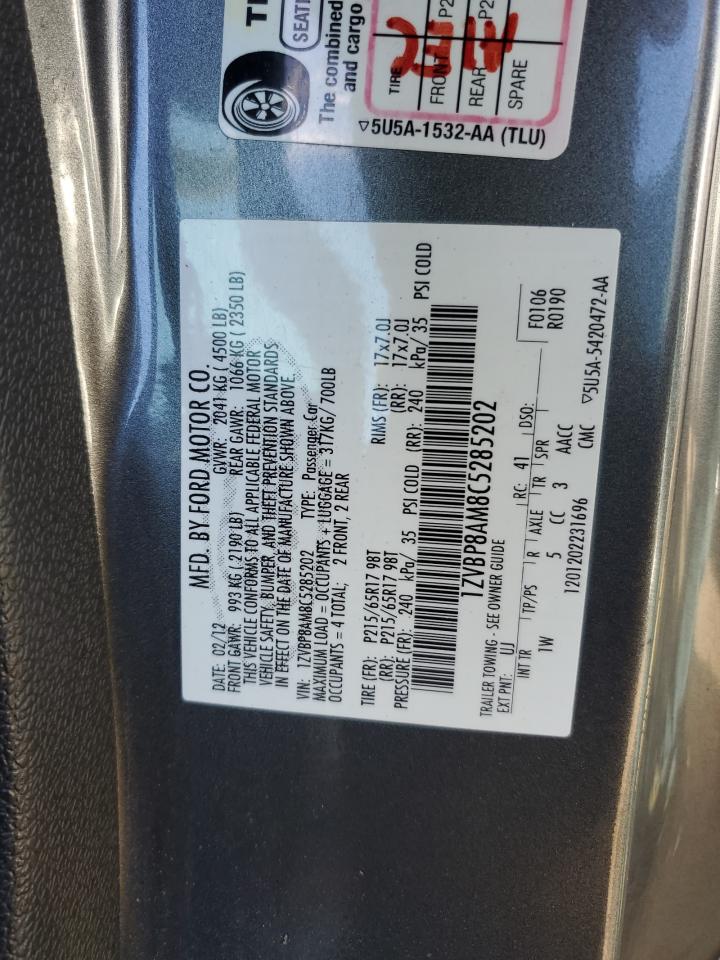 SEATI
The combined
and cargo
TIRE
FRONT P2
REAR P2
SPARE
▽5U5A-1532-AA (TLU)
MFD. BY FORD MOTOR CO.
DATE: 02/12 GVWR: 2041 KG ( 4500 LB)
FRONT GAWR: 993 KG ( 2190 LB) REAR GAWR: 1066 KG ( 2350 LB)
THIS VEHICLE CONFORMS TO ALL APPLICABLE FEDERAL MOTOR
VEHICLE SAFETY, BUMPER, AND THEFT PREVENTION STANDARDS
IN EFFECT ON THE DATE OF MANUFACTURE SHOWN ABOVE.
VIN: 1ZVBP8AM8C5285202 TYPE: Passenger Car
MAXIMUM LOAD = OCCUPANTS + LUGGAGE = 317KG/ 700LB
OCCUPANTS = 4 TOTAL; 2 FRONT, 2 REAR
TIRE (FR): P215/65R17 98T RIMS (FR): 17x7.0J
(RR): P215/65R17 98T (RR): 17x7.0J
PRESSURE (FR): 240 kPa/ 35 PSI COLD (RR): 240 kPa/ 35 PSI COLD
1ZVBP8AM8C5285202
TRAILER TOWING - SEE OWNER GUIDE
EXT PNT: UJ RC: 41 DSO: F0106
INT TR TP/PS R AXLE TR SPR R0190
1W 5 CC 3 AACC
1201202231696 CMC ▽5U5A-5420472-AA